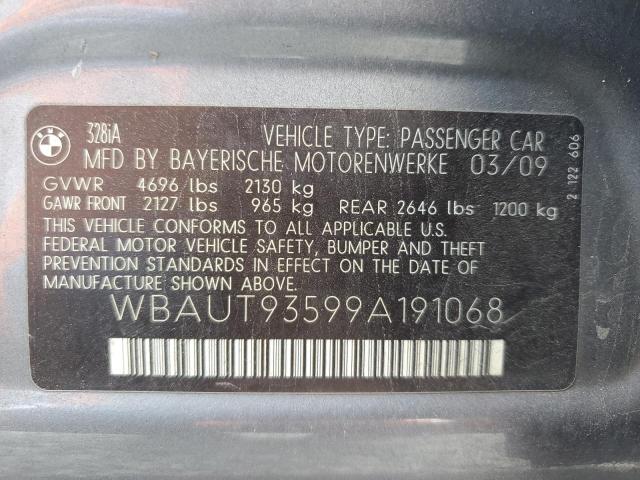 BMW
328iA VEHICLE TYPE: PASSENGER CAR
MFD BY BAYERISCHE MOTORENWERKE 03/09
GVWR 4696 lbs 2130 kg
GAWR FRONT 2127 lbs 965 kg REAR 2646 lbs 1200 kg
THIS VEHICLE CONFORMS TO ALL APPLICABLE U.S.
FEDERAL MOTOR VEHICLE SAFETY, BUMPER AND THEFT
PREVENTION STANDARDS IN EFFECT ON THE DATE OF
MANUFACTURE SHOWN ABOVE.
WBAUT93599A191068
2 122 606